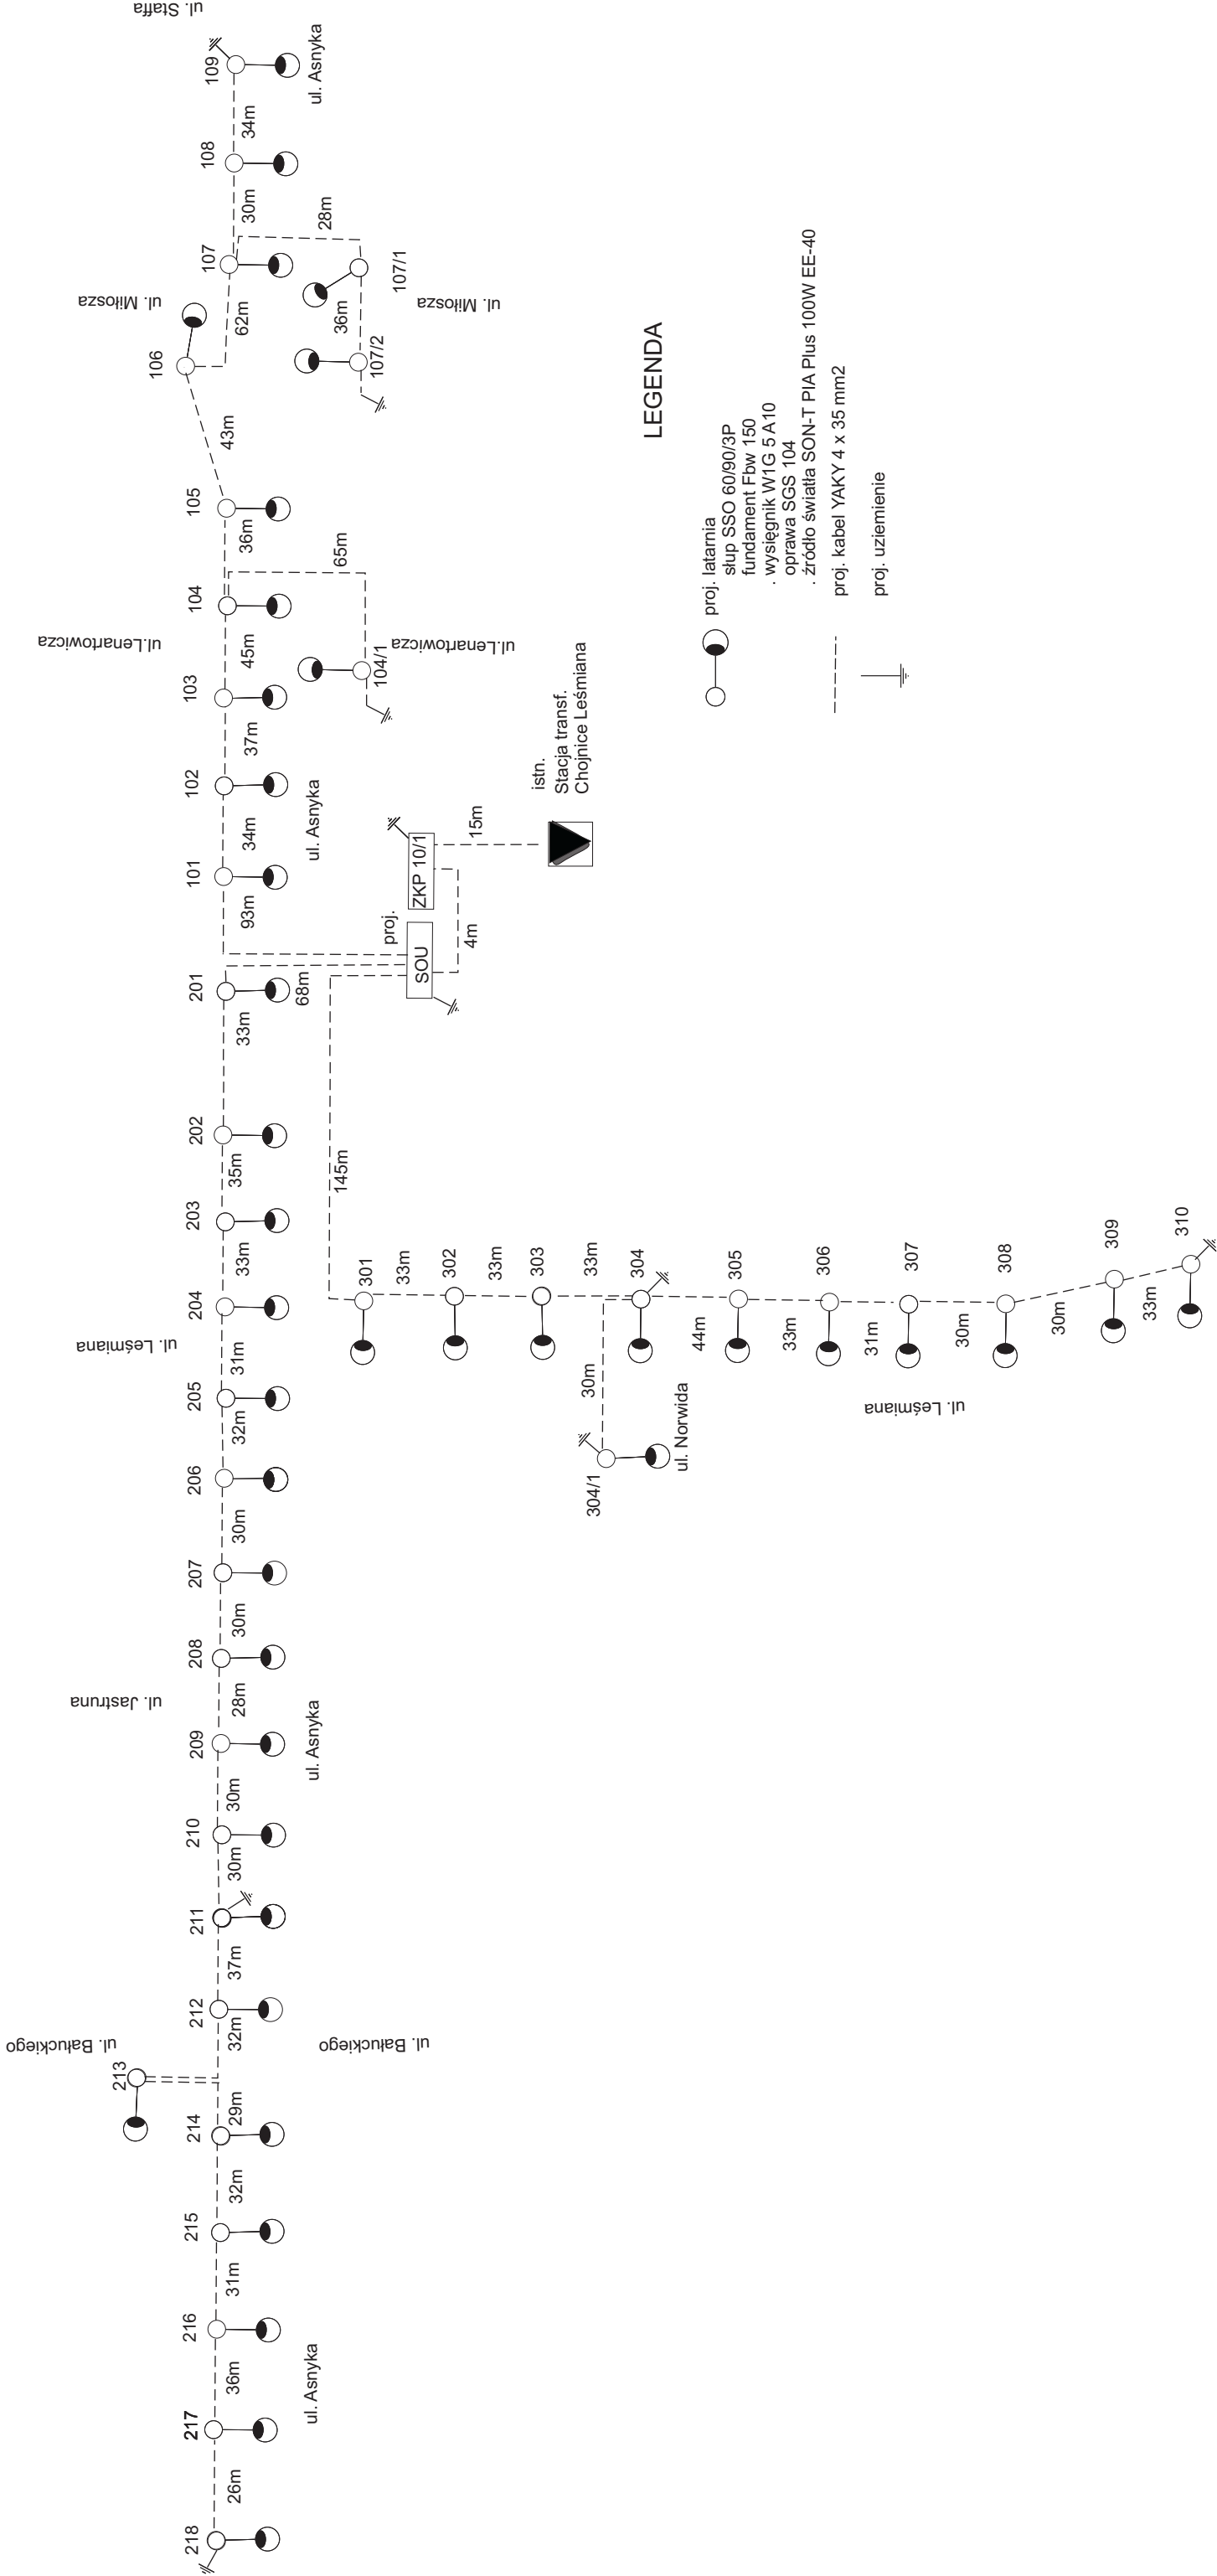 ul. Staffa
109
34m
ul. Asnyka
108
30m
107
28m
ul. Miłosza
62m
106
107/1
36m
ul. Miłosza
107/2
43m
105
36m
65m
104
ul.Lenartowicza
45m
104/1
ul.Lenartowicza
103
37m
102
34m
ul. Asnyka
101
93m
istn.
Stacja transf.
Chojnice Leśmiana
15m
ZKP 10/1
proj.
SOU
4m
201
68m
33m
202
35m
145m
203
33m
204
ul. Leśmiana
31m
205
32m
206
30m
207
30m
208
ul. Jastruna
28m
ul. Asnyka
209
30m
210
30m
211
37m
212
32m
ul. Bałuckiego
ul. Bałuckiego
213
29m
214
32m
215
31m
216
36m
ul. Asnyka
217
26m
218
301
33m
302
33m
303
33m
304
30m
304/1
ul. Norwida
44m
305
33m
306
31m
307
30m
308
ul. Leśmiana
30m
309
33m
310
LEGENDA
proj. latarnia
słup SSO 60/90/3P
fundament Fbw 150
. wysięgnik W1G 5 A10
oprawa SGS 104
. źródło światła SON-T PIA Plus 100W EE-40
proj. kabel YAKY 4 x 35 mm2
proj. uziemienie